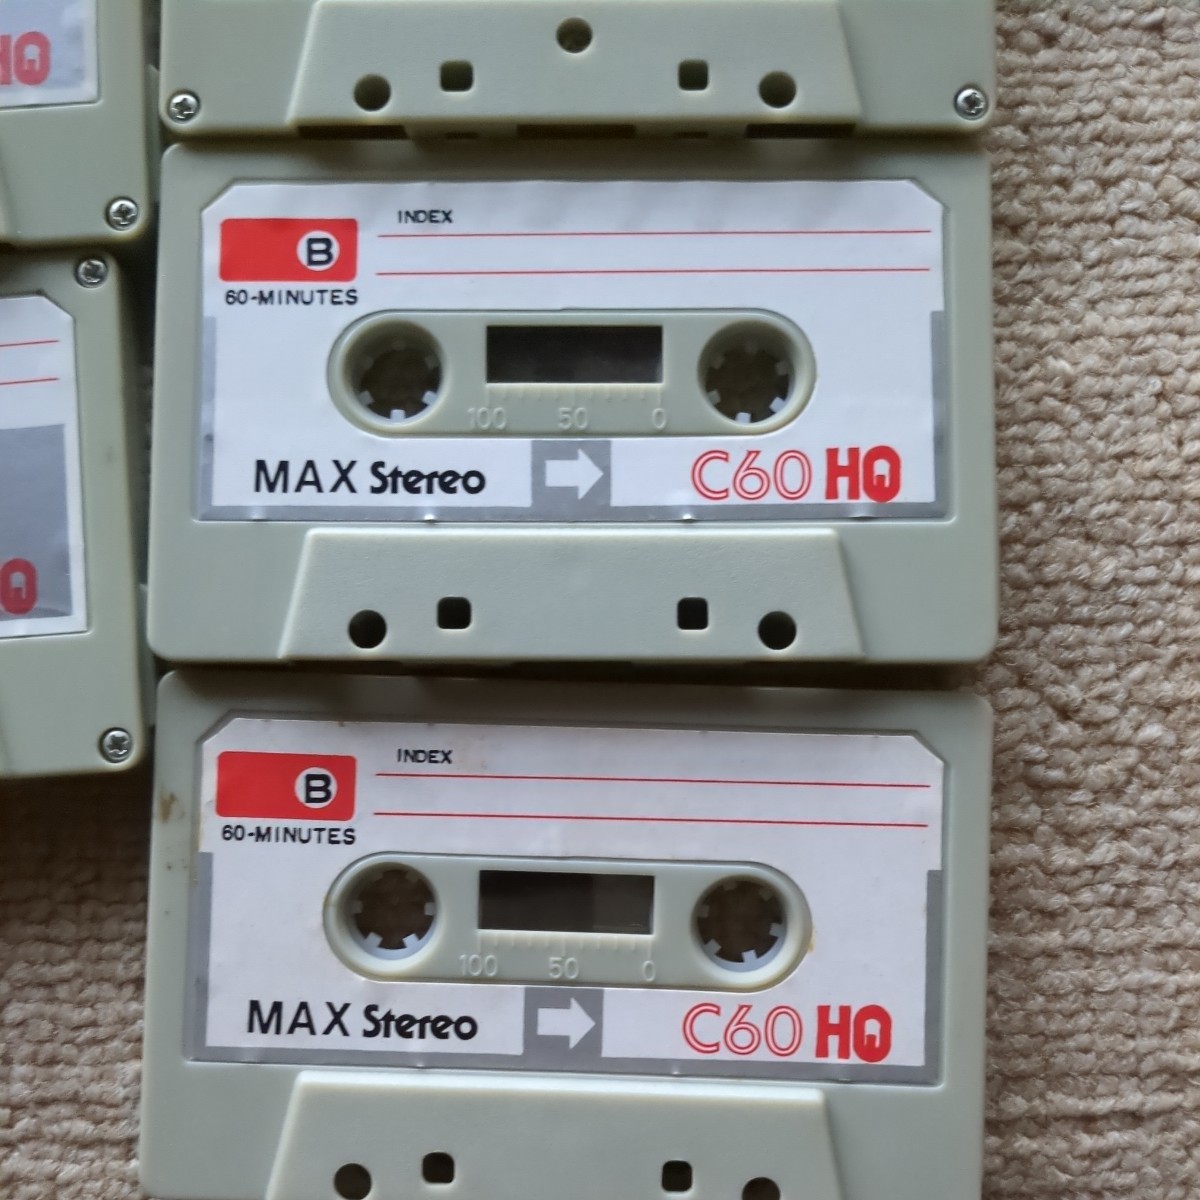 HQ
INDEX
B
60-MINUTES
100 50 0
MAX Stereo C60 HQ
Q
INDEX
B
60-MINUTES
100 50 0
MAX Stereo C60 HQ